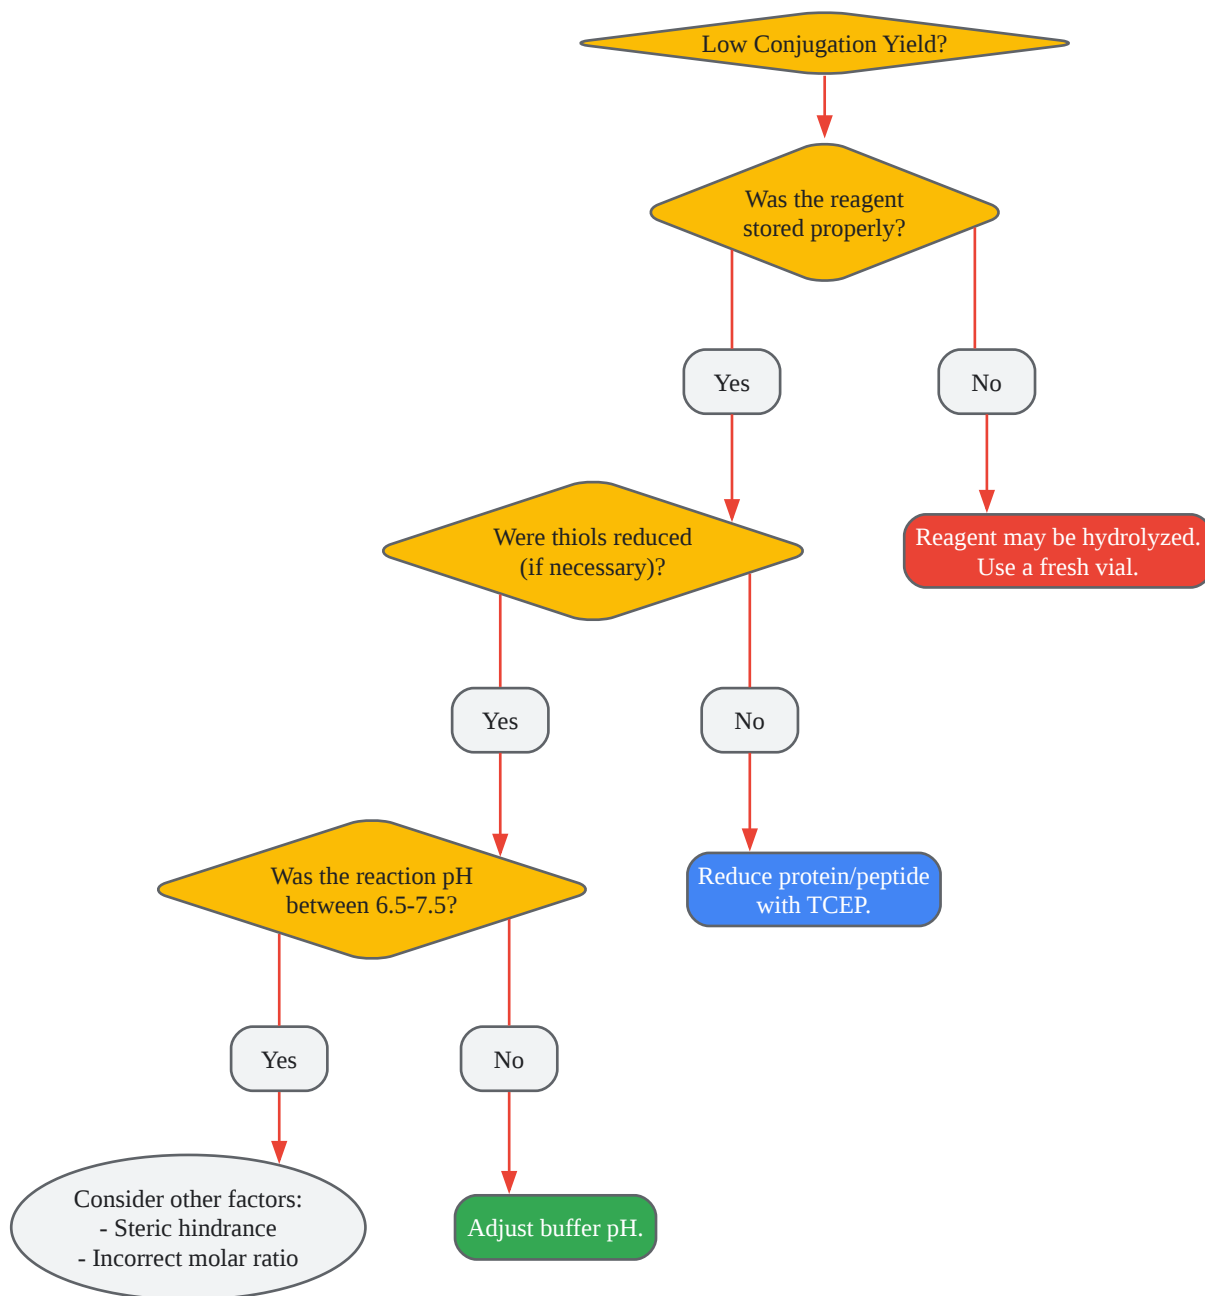 Low Conjugation Yield?
Was the reagent
stored properly?
Yes
No
Were thiols reduced
(if necessary)?
Reagent may be hydrolyzed.
Use a fresh vial.
Yes
No
Was the reaction pH
between 6.5-7.5?
Reduce protein/peptide
with TCEP.
Yes
No
Consider other factors:
- Steric hindrance
- Incorrect molar ratio
Adjust buffer pH.